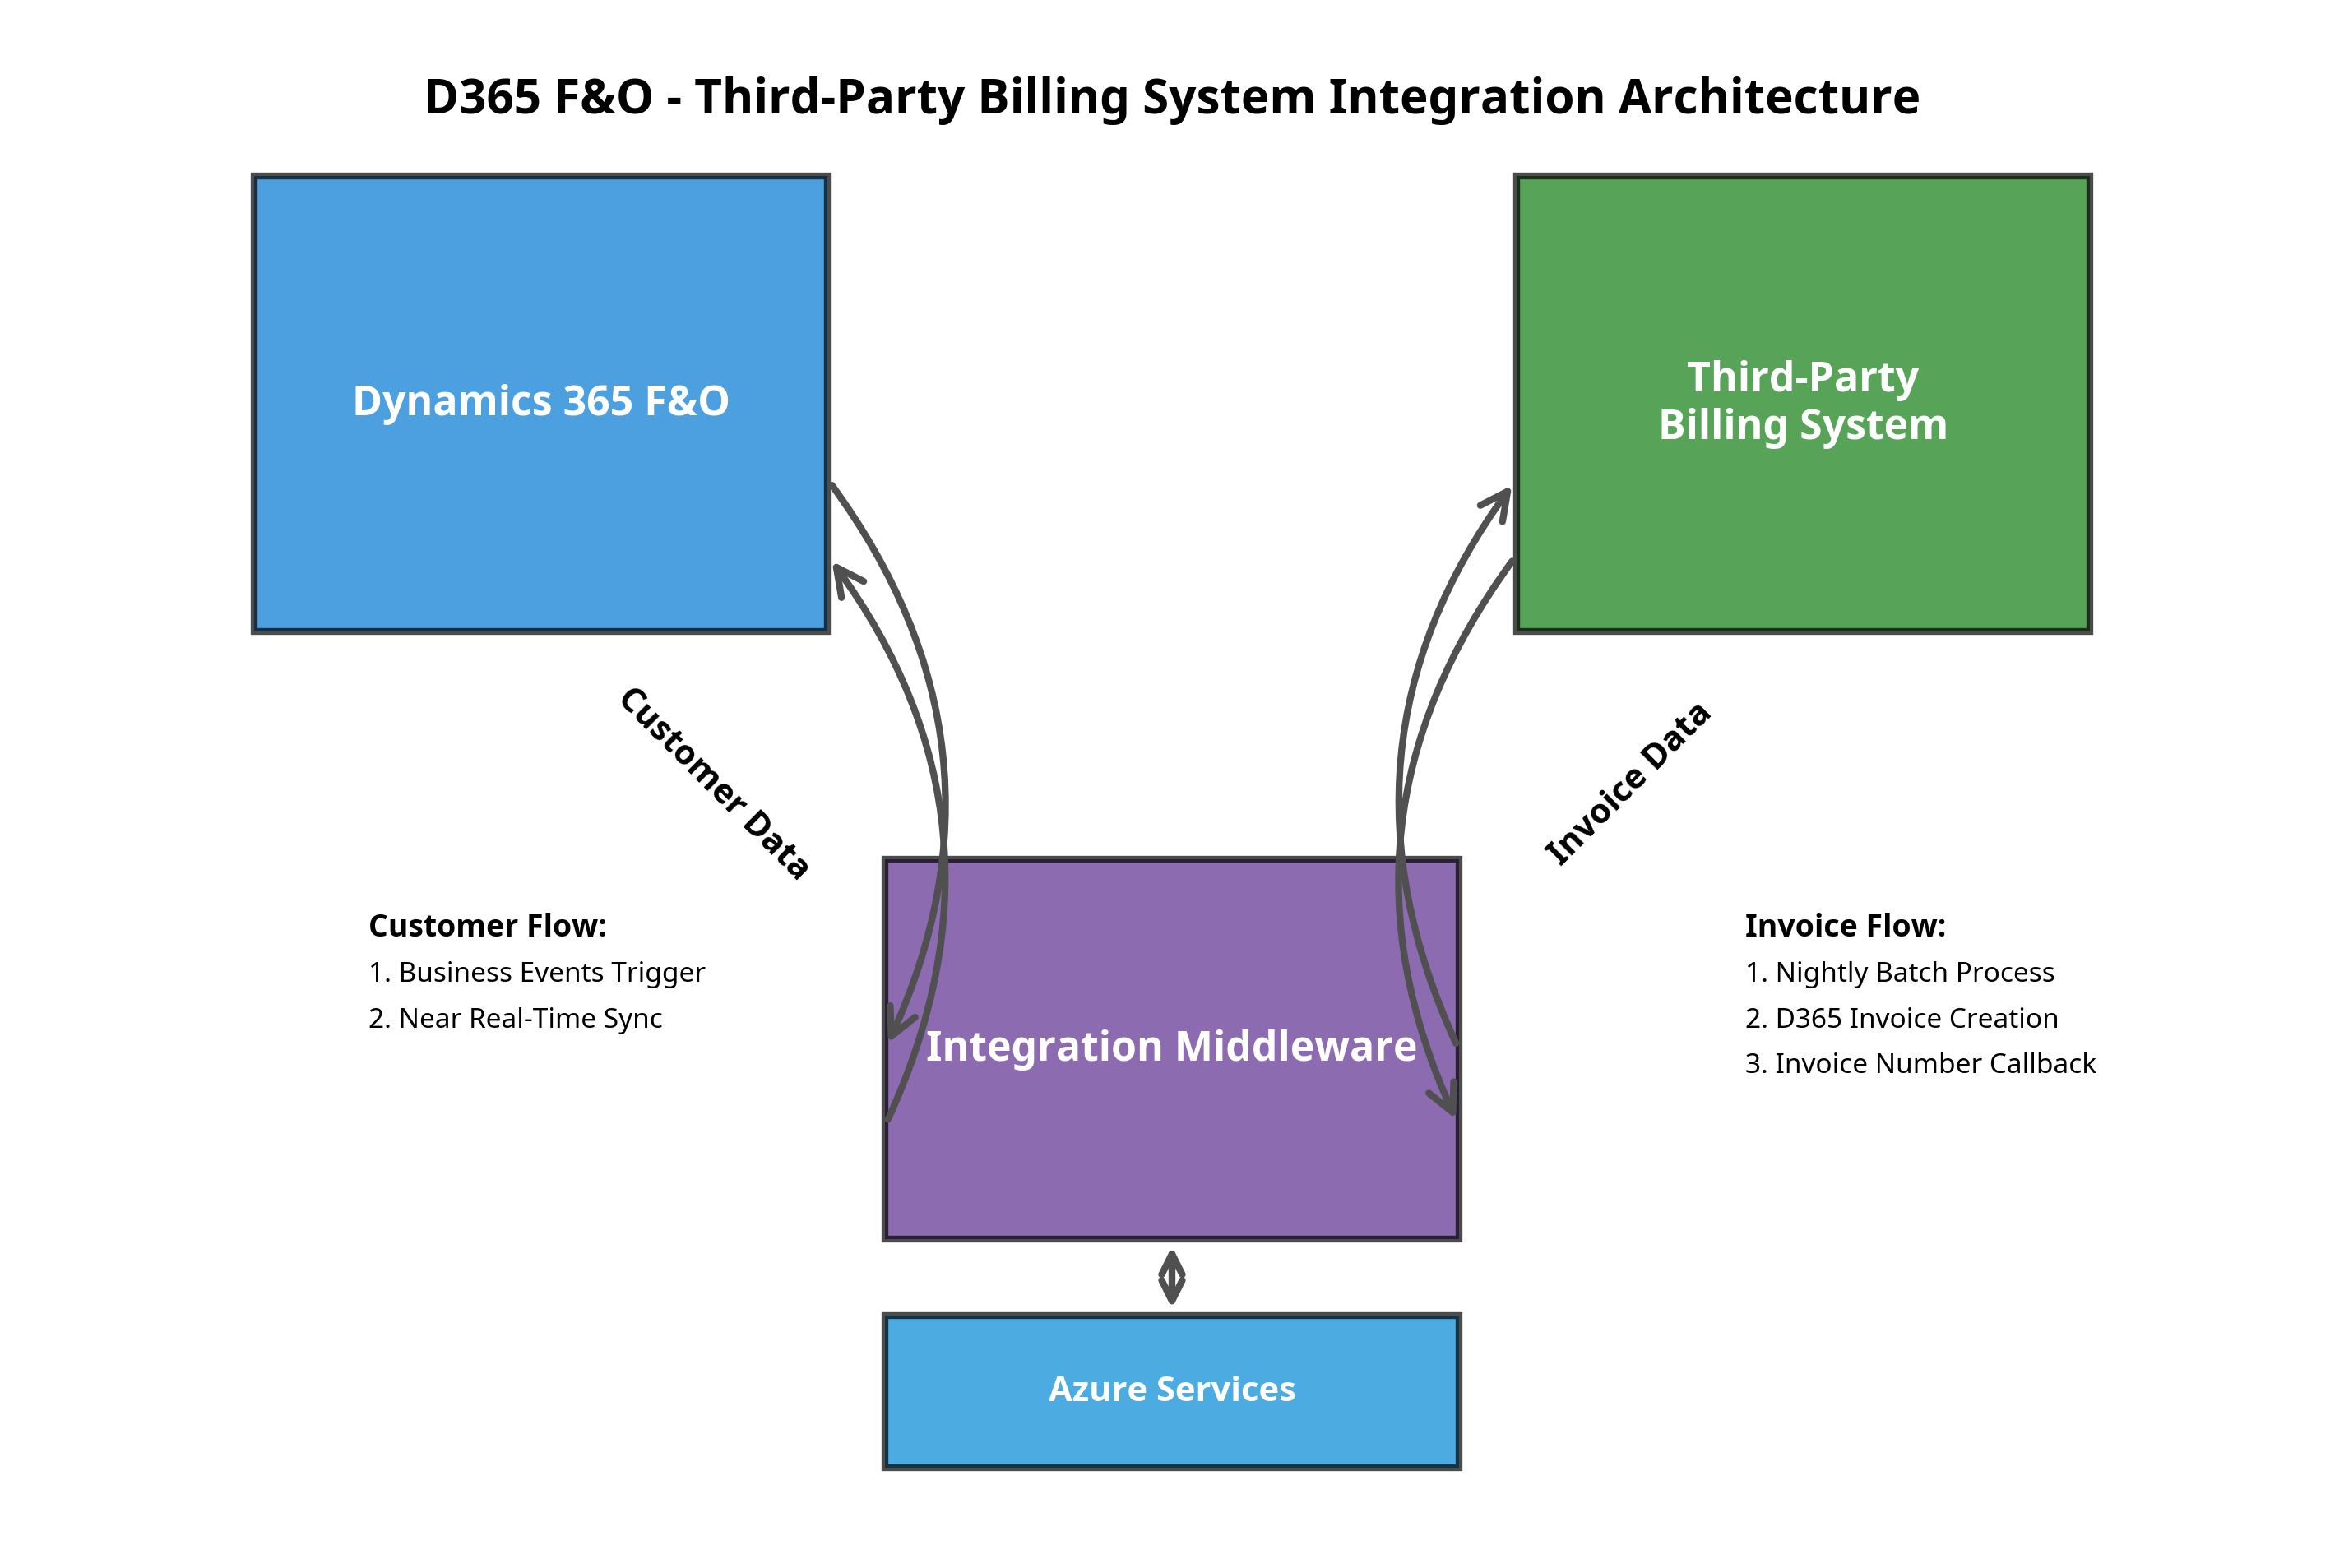 D365 F&O - Third-Party Billing System Integration Architecture
Dynamics 365 F&O
Third-Party
Billing System
Customer Data
Invoice Data
Customer Flow:
1. Business Events Trigger
2. Near Real-Time Sync
Integration Middleware
Invoice Flow:
1. Nightly Batch Process
2. D365 Invoice Creation
3. Invoice Number Callback
Azure Services